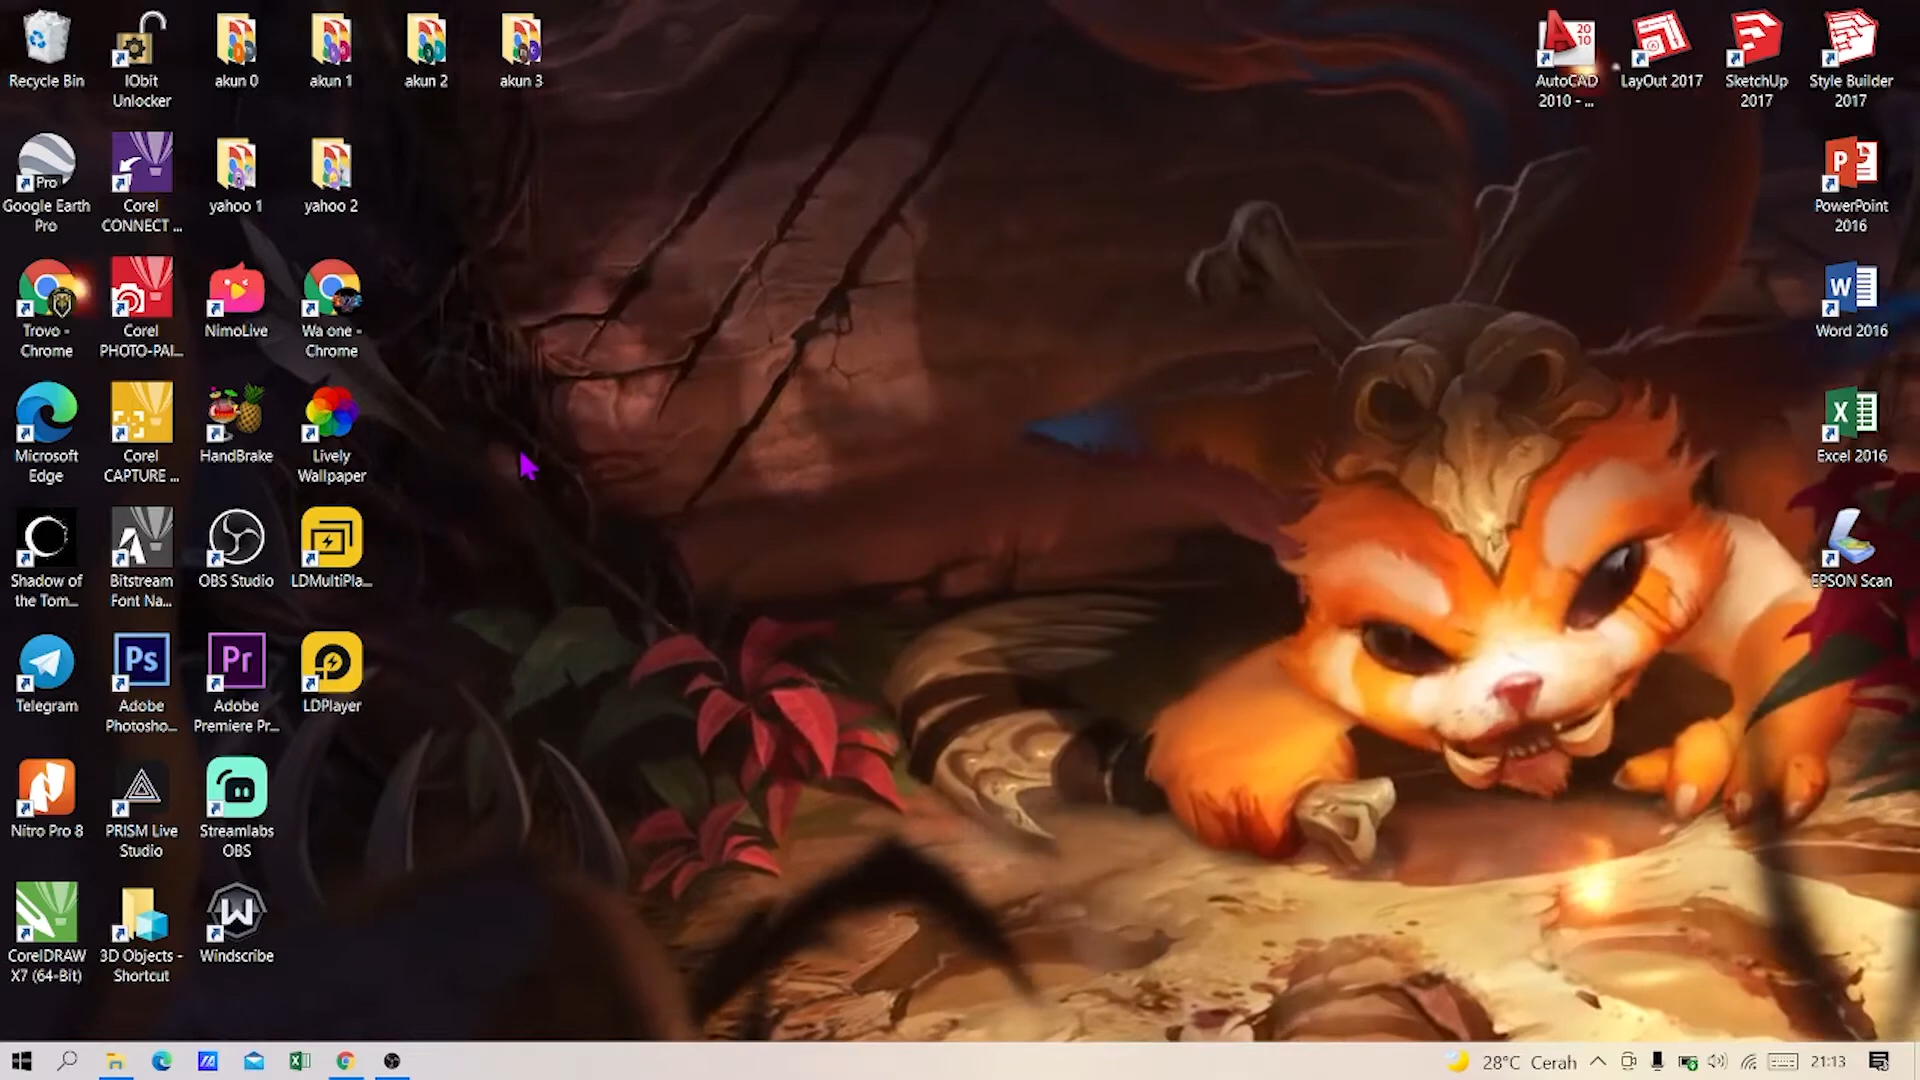 Recycle Bin
IObit
Unlocker
akun 0
akun 1
akun 2
akun 3
AutoCAD
2010 - ...
LayOut 2017
SketchUp
2017
Style Builder
2017
Pro
Google Earth
Pro
Corel
CONNECT ...
yahoo 1
yahoo 2
PowerPoint
2016
Trovo -
Chrome
Corel
PHOTO-PAI...
NimoLive
Wa one -
Chrome
Word 2016
Microsoft
Edge
Corel
CAPTURE ...
HandBrake
Lively
Wallpaper
Excel 2016
Shadow of
the Tom...
Bitstream
Font Na...
OBS Studio
LDMultiPla...
EPSON Scan
Telegram
Ps
Adobe
Photosho...
Pr
Adobe
Premiere Pr...
LDPlayer
Nitro Pro 8
PRISM Live
Studio
Streamlabs
OBS
CorelDRAW
X7 (64-Bit)
3D Objects -
Shortcut
Windscribe
28°C Cerah
21:13